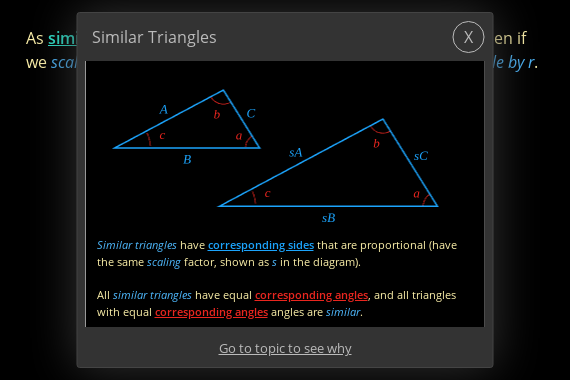 As simi
en if
we scal
le by r.
Similar Triangles
X
A
C
b
c
a
B
sA
b
sC
c
a
sB
Similar triangles have corresponding sides that are proportional (have
the same scaling factor, shown as s in the diagram).
All similar triangles have equal corresponding angles, and all triangles
with equal corresponding angles angles are similar.
Go to topic to see why